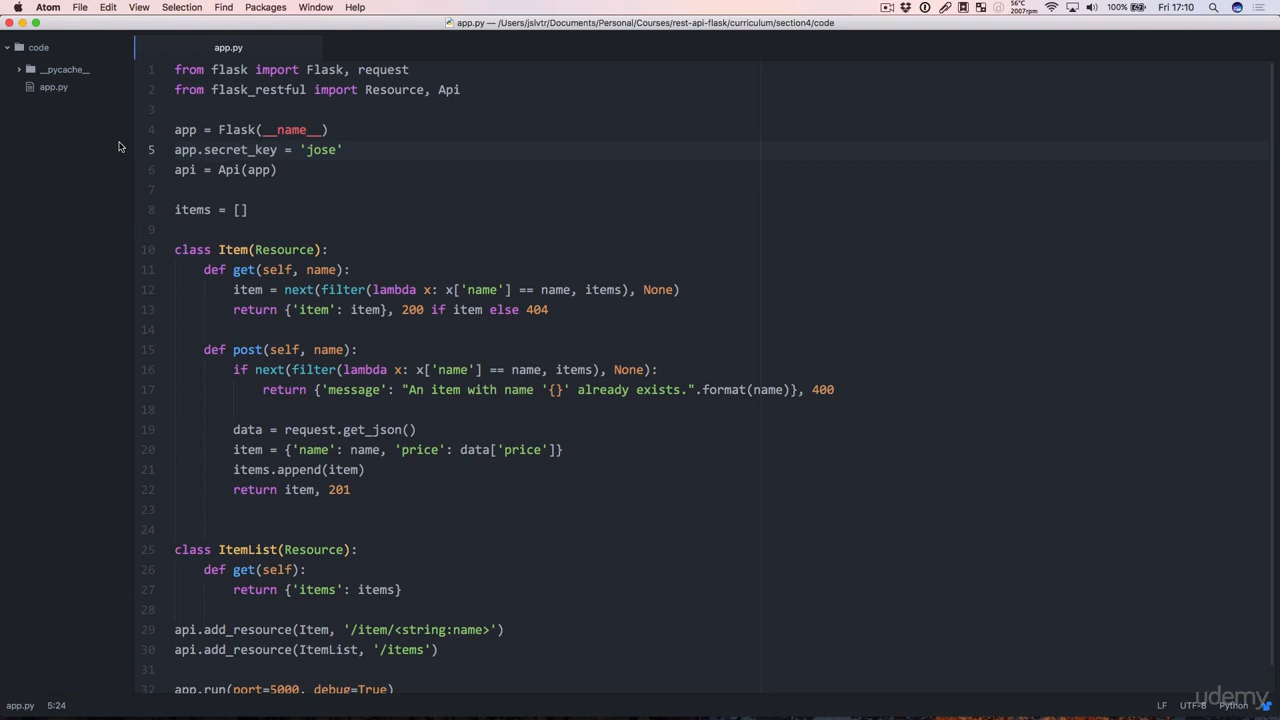 Atom File Edit View Selection Find Packages Window Help 56°C 2007rpm 100% Fri 17:10
app.py — /Users/jslvtr/Documents/Personal/Courses/rest-api-flask/curriculum/section4/code
code
__pycache__
app.py
app.py
1 from flask import Flask, request
2 from flask_restful import Resource, Api
3
4 app = Flask(__name__)
5 app.secret_key = 'jose'
6 api = Api(app)
7
8 items = []
9
10 class Item(Resource):
11 def get(self, name):
12 item = next(filter(lambda x: x['name'] == name, items), None)
13 return {'item': item}, 200 if item else 404
14
15 def post(self, name):
16 if next(filter(lambda x: x['name'] == name, items), None):
17 return {'message': "An item with name '{}' already exists.".format(name)}, 400
18
19 data = request.get_json()
20 item = {'name': name, 'price': data['price']}
21 items.append(item)
22 return item, 201
23
24
25 class ItemList(Resource):
26 def get(self):
27 return {'items': items}
28
29 api.add_resource(Item, '/item/<string:name>')
30 api.add_resource(ItemList, '/items')
31
32 app.run(port=5000, debug=True)
app.py 5:24 LF UTF-8 Python
udemy